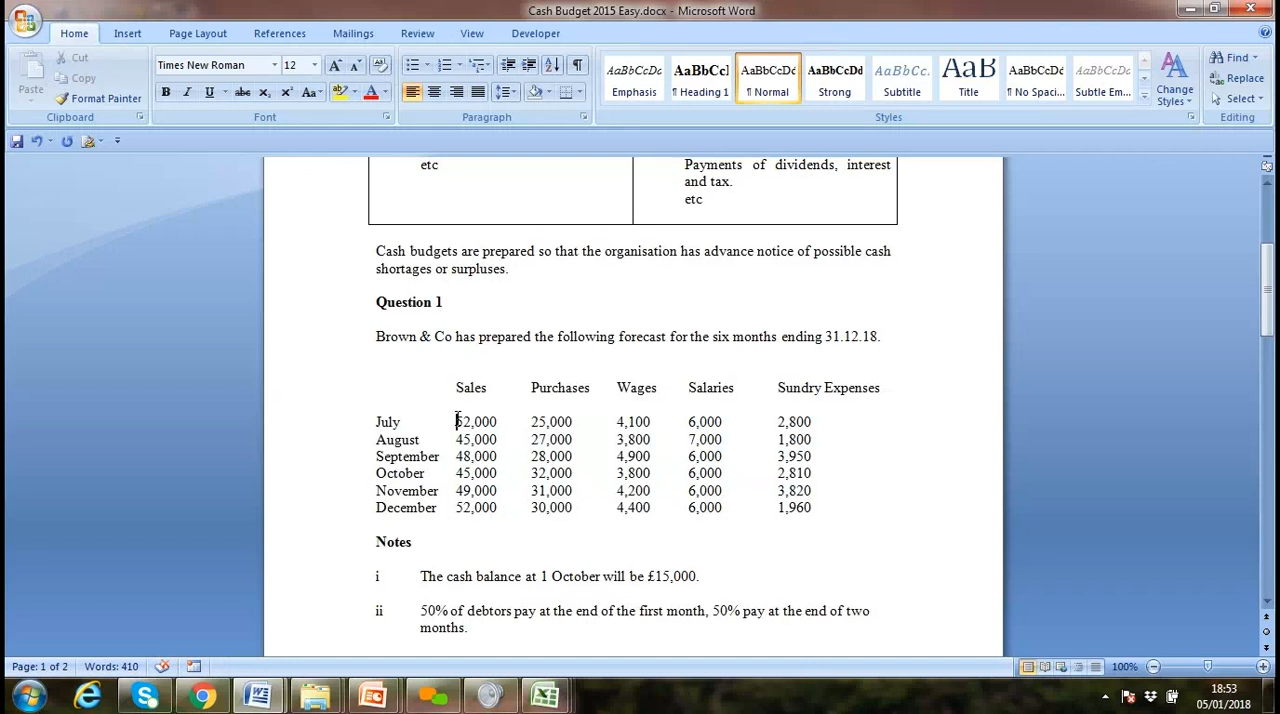 Cash Budget 2015 Easy.docx - Microsoft Word
Home Insert Page Layout References Mailings Review View Developer
Paste
Cut
Copy
Format Painter
Clipboard
Times New Roman 12
B I U abc x₂ x² Aa ab A
Font
Paragraph
AaBbCcDc AaBbCcl AaBbCcDc AaBbCcDd AaBbCc. AaB AaBbCcDc AaBbCcDc
Emphasis ¶ Heading 1 ¶ Normal Strong Subtitle Title ¶ No Spaci... Subtle Em...
Change Styles
Styles
Find
Replace
Select
Editing
etc
Payments of dividends, interest
and tax.
etc
Cash budgets are prepared so that the organisation has advance notice of possible cash
shortages or surpluses.
Question 1
Brown & Co has prepared the following forecast for the six months ending 31.12.18.
Sales Purchases Wages Salaries Sundry Expenses
July 52,000 25,000 4,100 6,000 2,800
August 45,000 27,000 3,800 7,000 1,800
September 48,000 28,000 4,900 6,000 3,950
October 45,000 32,000 3,800 6,000 2,810
November 49,000 31,000 4,200 6,000 3,820
December 52,000 30,000 4,400 6,000 1,960
Notes
i The cash balance at 1 October will be £15,000.
ii 50% of debtors pay at the end of the first month, 50% pay at the end of two
months.
Page: 1 of 2 Words: 410 100%
18:53
05/01/2018